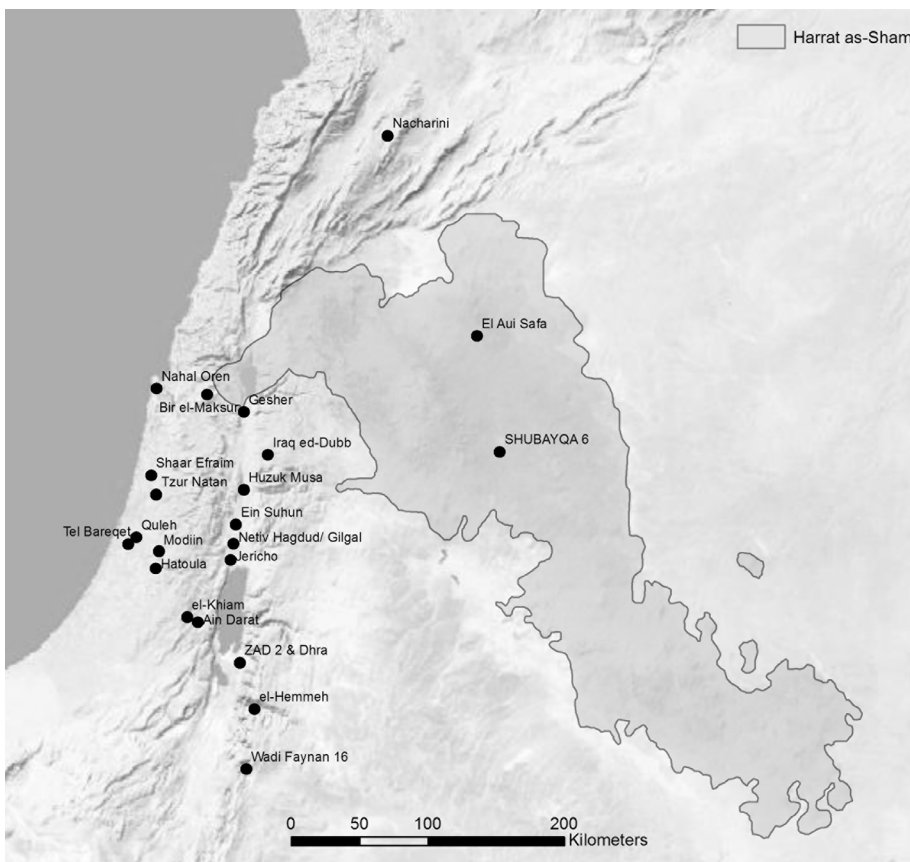 Harrat as-Sham
Nacharini
El Aui Safa
Nahal Oren
Bir el-Maksur
Gesher
SHUBAYQA 6
Iraq ed-Dubb
Shaar Efraim
Huzuk Musa
Tzur Natan
Ein Suhun
Quleh
Tel Bareqet
Netiv Hagdud/ Gilgal
Modiin
Jericho
Hatoula
el-Khiam
Ain Darat
ZAD 2 & Dhra
el-Hemmeh
Wadi Faynan 16
0 50 100 200
Kilometers